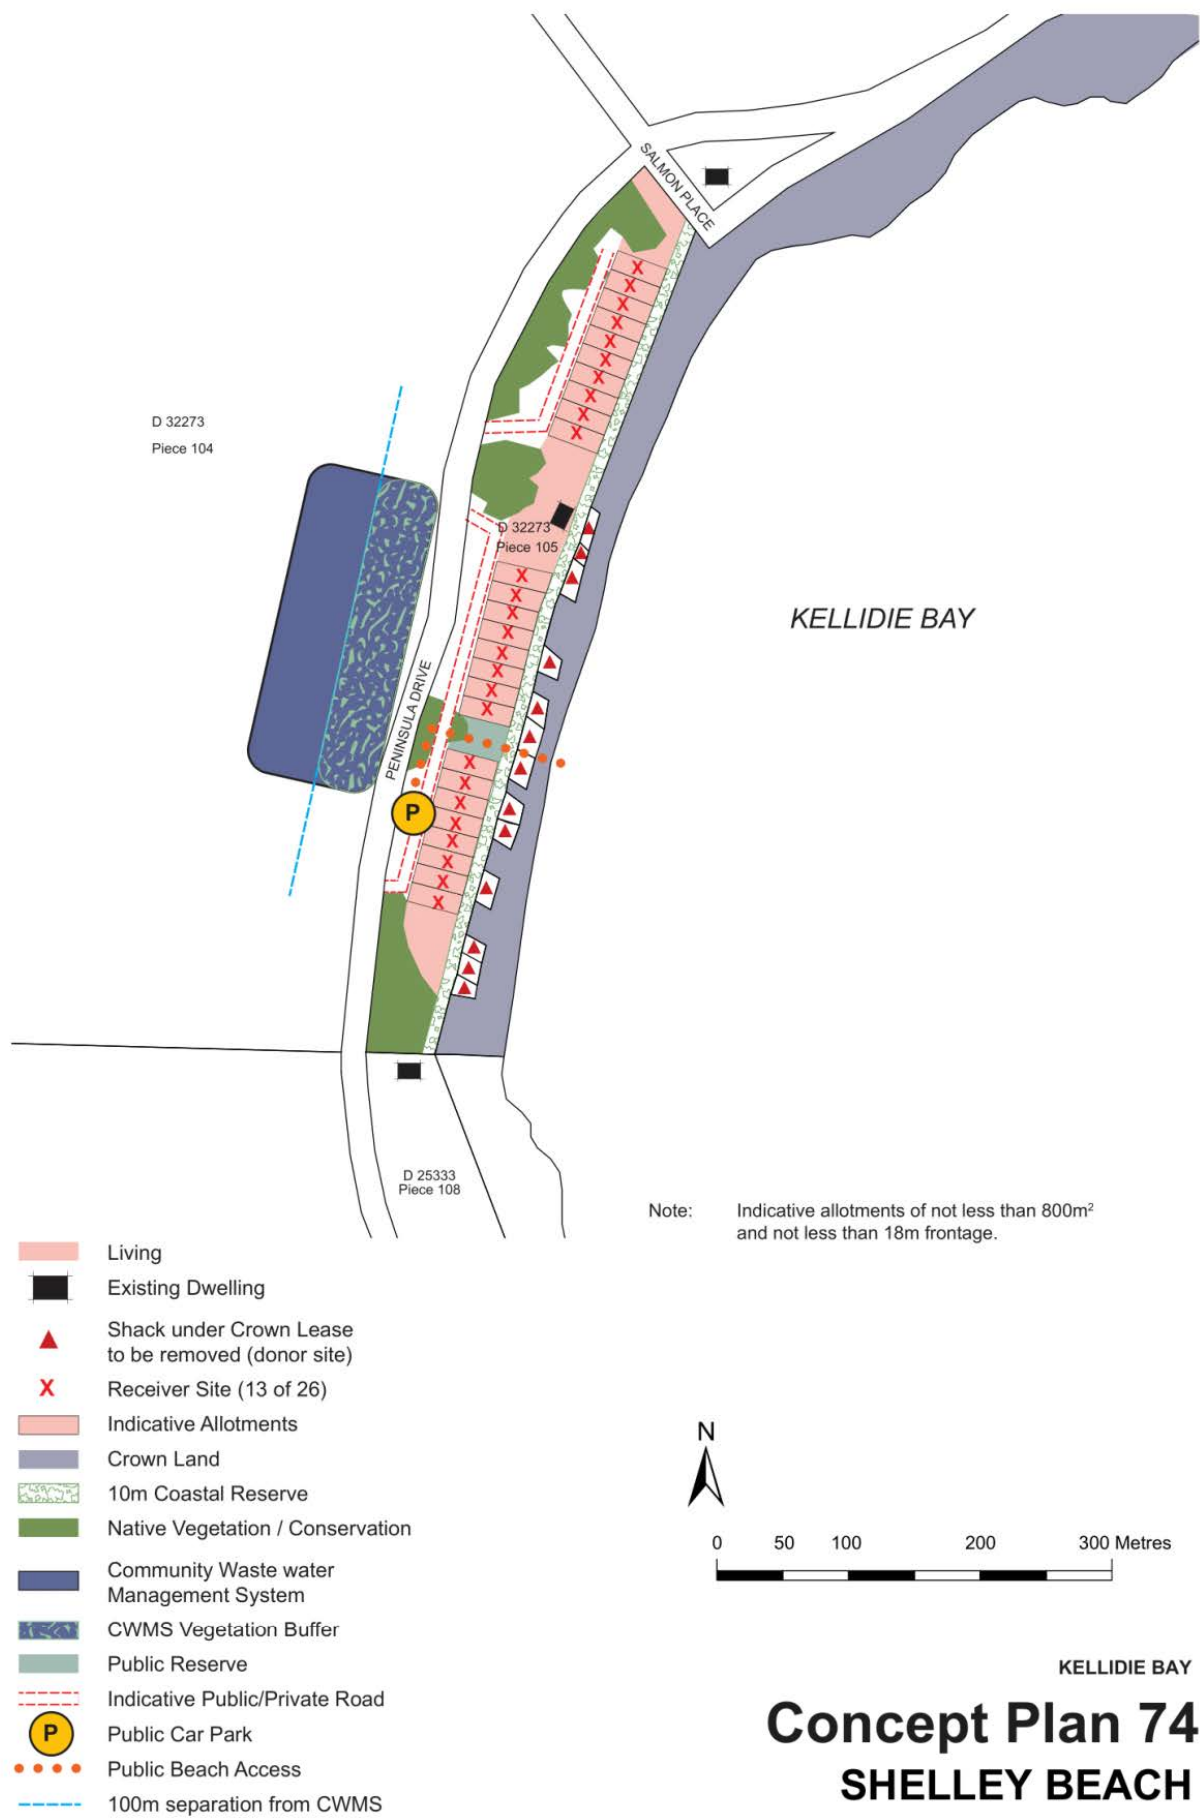 SALMON PLACE
D 32273
Piece 104
D 32273
Piece 105
KELLIDIE BAY
PENINSULA DRIVE
P
D 25333
Piece 108
Note: Indicative allotments of not less than 800m²
and not less than 18m frontage.
Living
Existing Dwelling
Shack under Crown Lease
to be removed (donor site)
X Receiver Site (13 of 26)
Indicative Allotments
Crown Land
10m Coastal Reserve
Native Vegetation / Conservation
Community Waste water
Management System
CWMS Vegetation Buffer
Public Reserve
Indicative Public/Private Road
P Public Car Park
Public Beach Access
100m separation from CWMS
N
0 50 100 200 300 Metres
KELLIDIE BAY
Concept Plan 74
SHELLEY BEACH